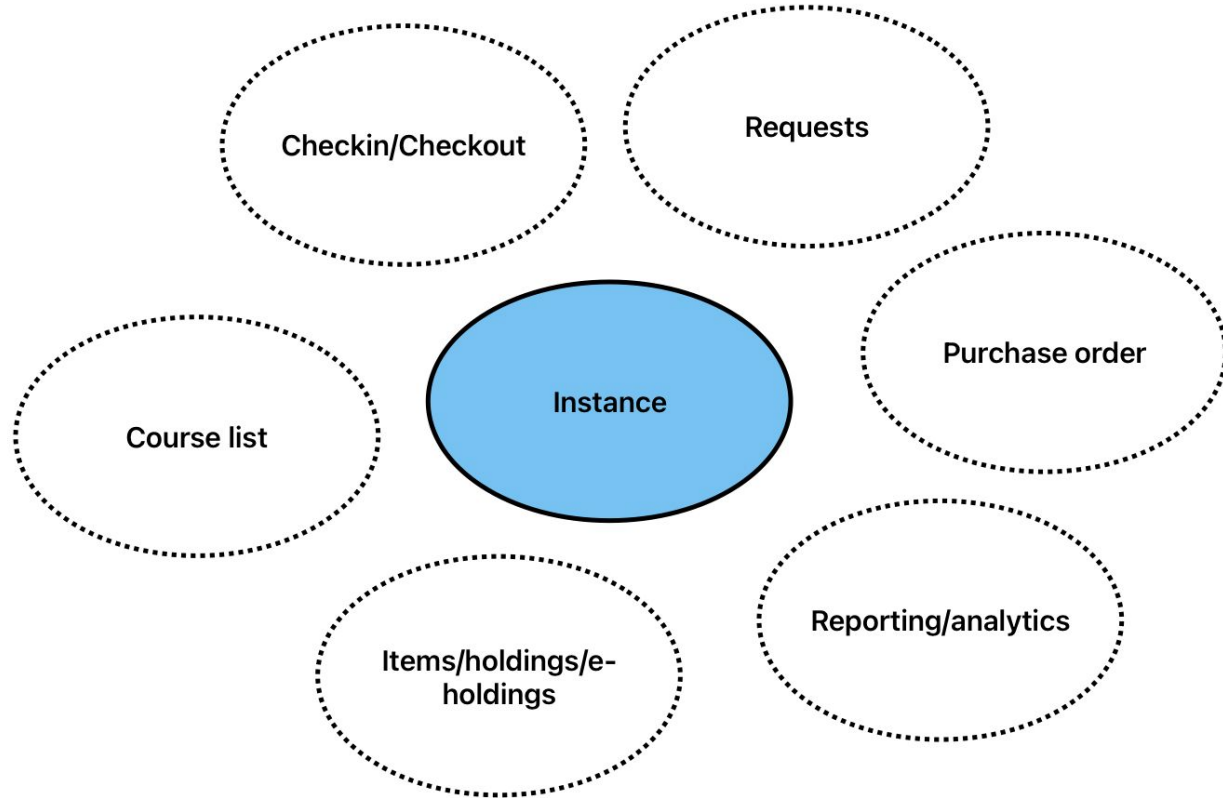 Requests
Checkin/Checkout
Purchase order
Instance
Course list
Reporting/analytics
Items/holdings/e-
holdings